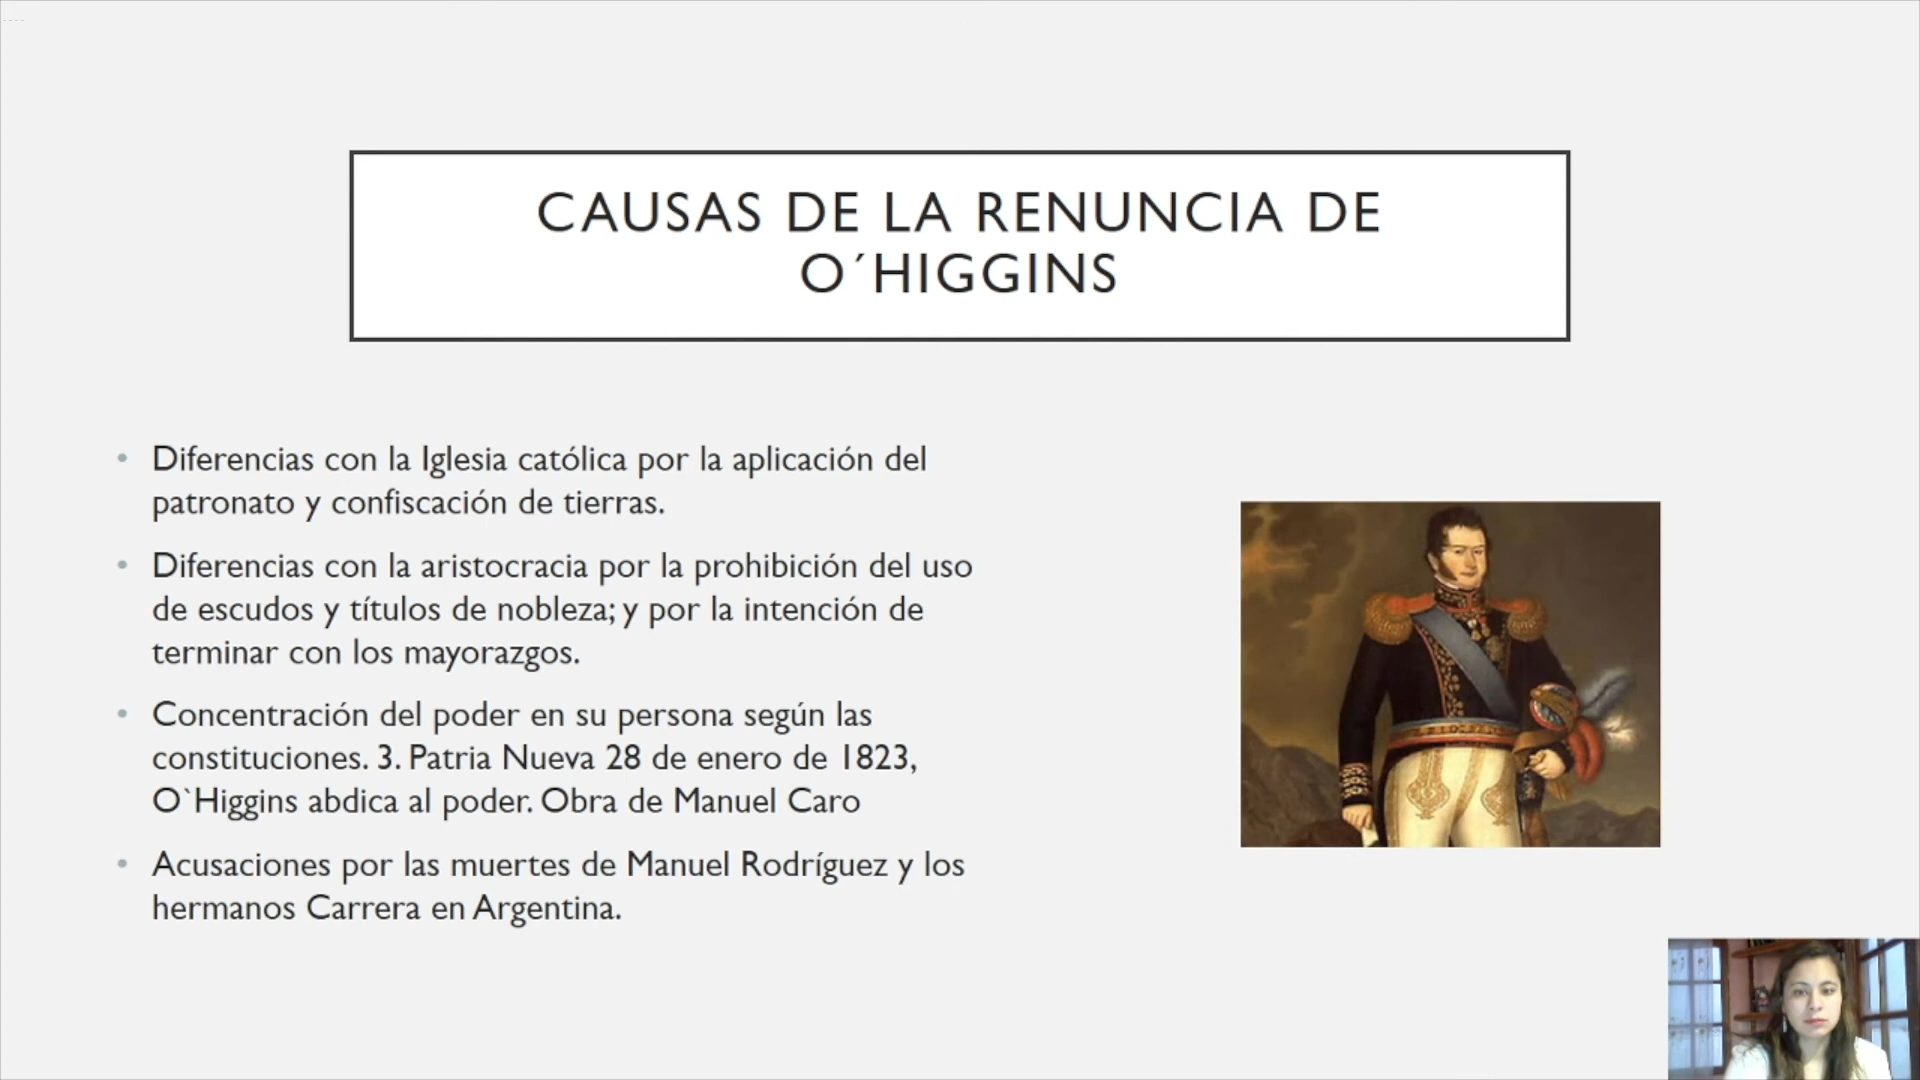 CAUSAS DE LA RENUNCIA DE
O´HIGGINS
• Diferencias con la Iglesia católica por la aplicación del
patronato y confiscación de tierras.
• Diferencias con la aristocracia por la prohibición del uso
de escudos y títulos de nobleza; y por la intención de
terminar con los mayorazgos.
• Concentración del poder en su persona según las
constituciones. 3. Patria Nueva 28 de enero de 1823,
O`Higgins abdica al poder. Obra de Manuel Caro
• Acusaciones por las muertes de Manuel Rodríguez y los
hermanos Carrera en Argentina.